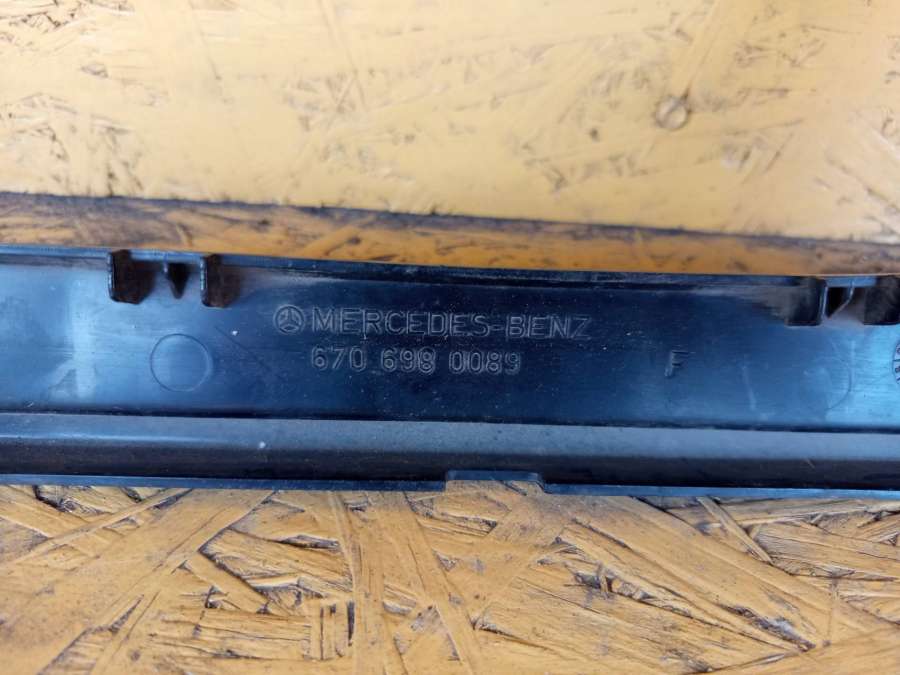 MERCEDES-BENZ
670 698 0089
F